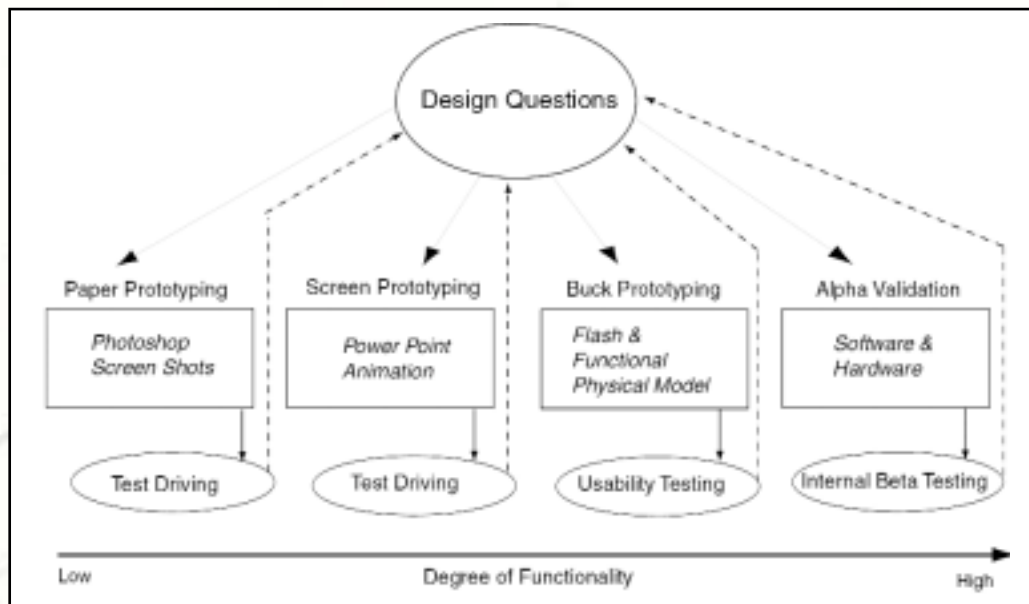 Design Questions
Paper Prototyping
Photoshop
Screen Shots
Test Driving
Screen Prototyping
Power Point
Animation
Test Driving
Buck Prototyping
Flash &
Functional
Physical Model
Usability Testing
Alpha Validation
Software &
Hardware
Internal Beta Testing
Low
Degree of Functionality
High